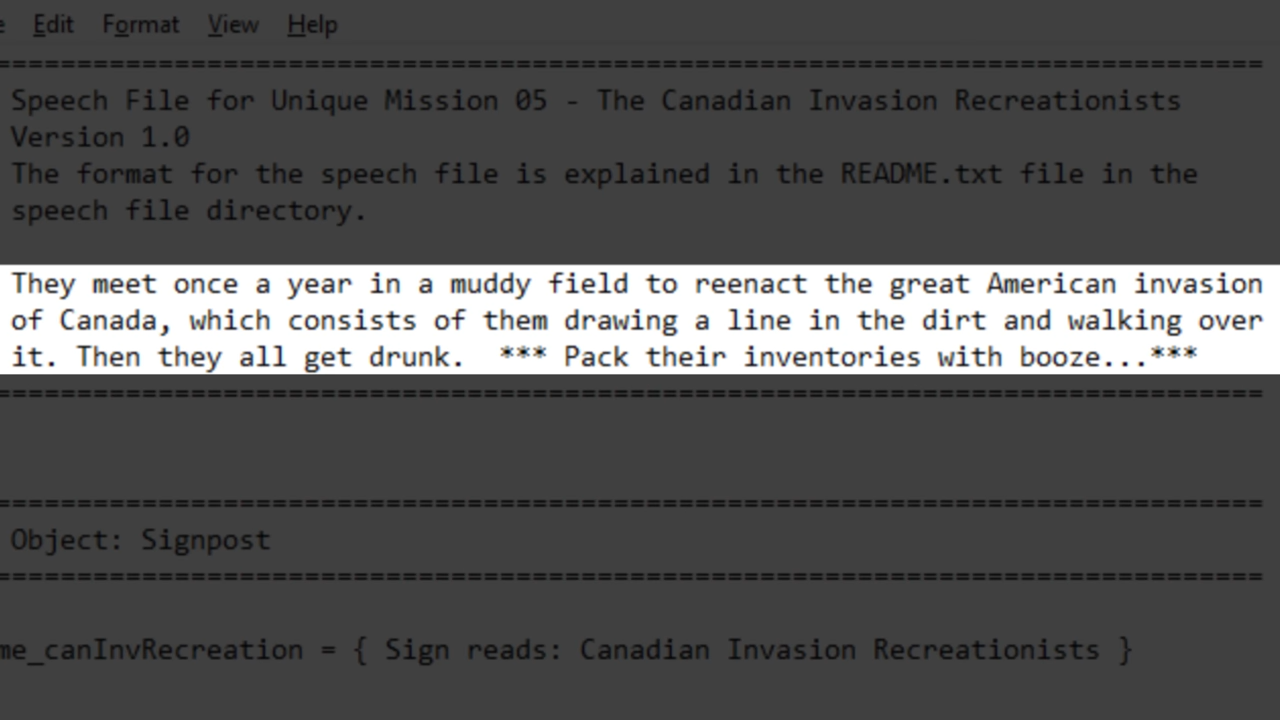 Edit Format View Help
===============================================================================
Speech File for Unique Mission 05 - The Canadian Invasion Recreationists
Version 1.0
The format for the speech file is explained in the README.txt file in the
speech file directory.
They meet once a year in a muddy field to reenact the great American invasion
of Canada, which consists of them drawing a line in the dirt and walking over
it. Then they all get drunk.  *** Pack their inventories with booze...***
===============================================================================
===============================================================================
Object: Signpost
===============================================================================
me_canInvRecreation = { Sign reads: Canadian Invasion Recreationists }